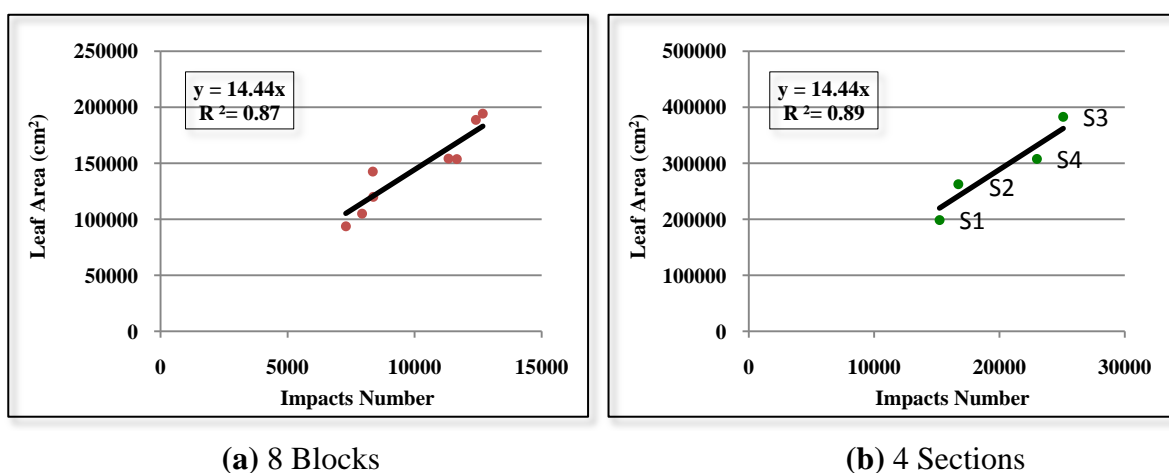 250000
200000
150000
100000
50000
0
Leaf Area (cm²)
y = 14.44x
R ²= 0.87
0 5000 10000 15000
Impacts Number
500000
400000
300000
200000
100000
0
Leaf Area (cm²)
y = 14.44x
R ²= 0.89
S3
S4
S2
S1
0 10000 20000 30000
Impacts Number
(a) 8 Blocks
(b) 4 Sections